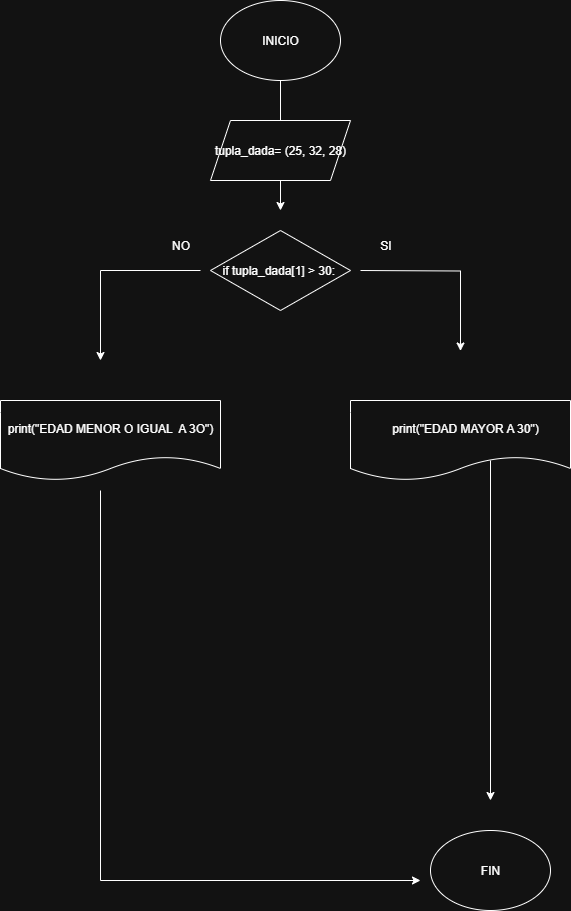 INICIO
tupla_dada= (25, 32, 28)
NO
SI
if tupla_dada[1] > 30:
print("EDAD MENOR O IGUAL  A 3O")
print("EDAD MAYOR A 30")
FIN